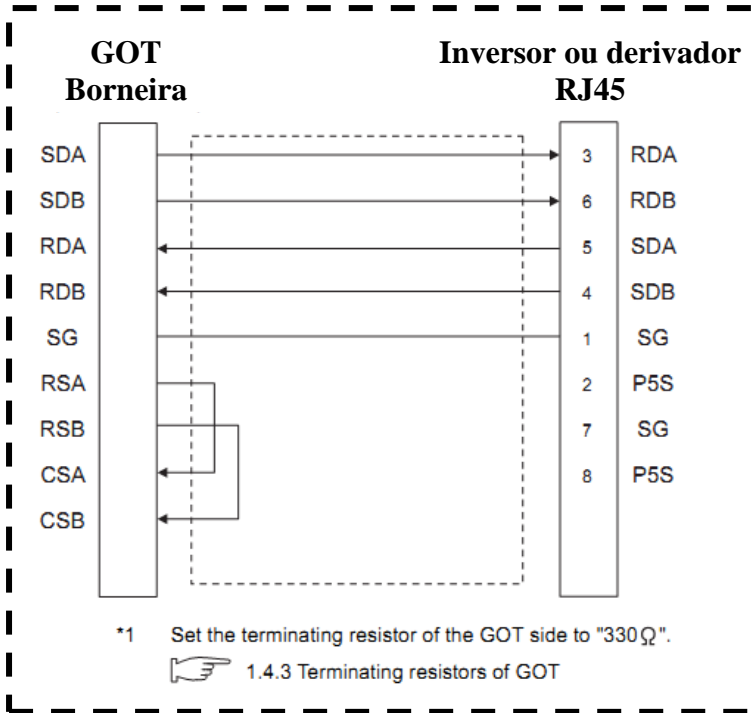 GOT
Borneira
Inversor ou derivador
RJ45
SDA 3 RDA
SDB 6 RDB
RDA 5 SDA
RDB 4 SDB
SG 1 SG
RSA 2 P5S
RSB 7 SG
CSA 8 P5S
CSB
*1 Set the terminating resistor of the GOT side to "330Ω".
1.4.3 Terminating resistors of GOT